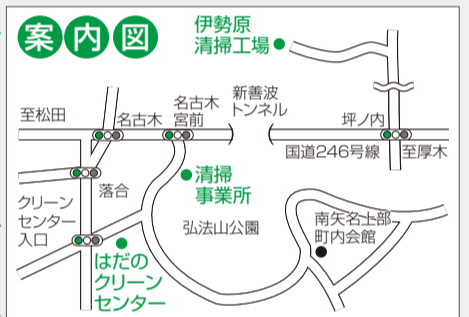 案内図
伊勢原
清掃工場
新善波
トンネル
名古木
宮前
名古木
至松田
坪ノ内
国道246号線
至厚木
清掃
事業所
落合
クリーン
センター
入口
弘法山公園
南矢名上部
町内会館
はだの
クリーン
センター